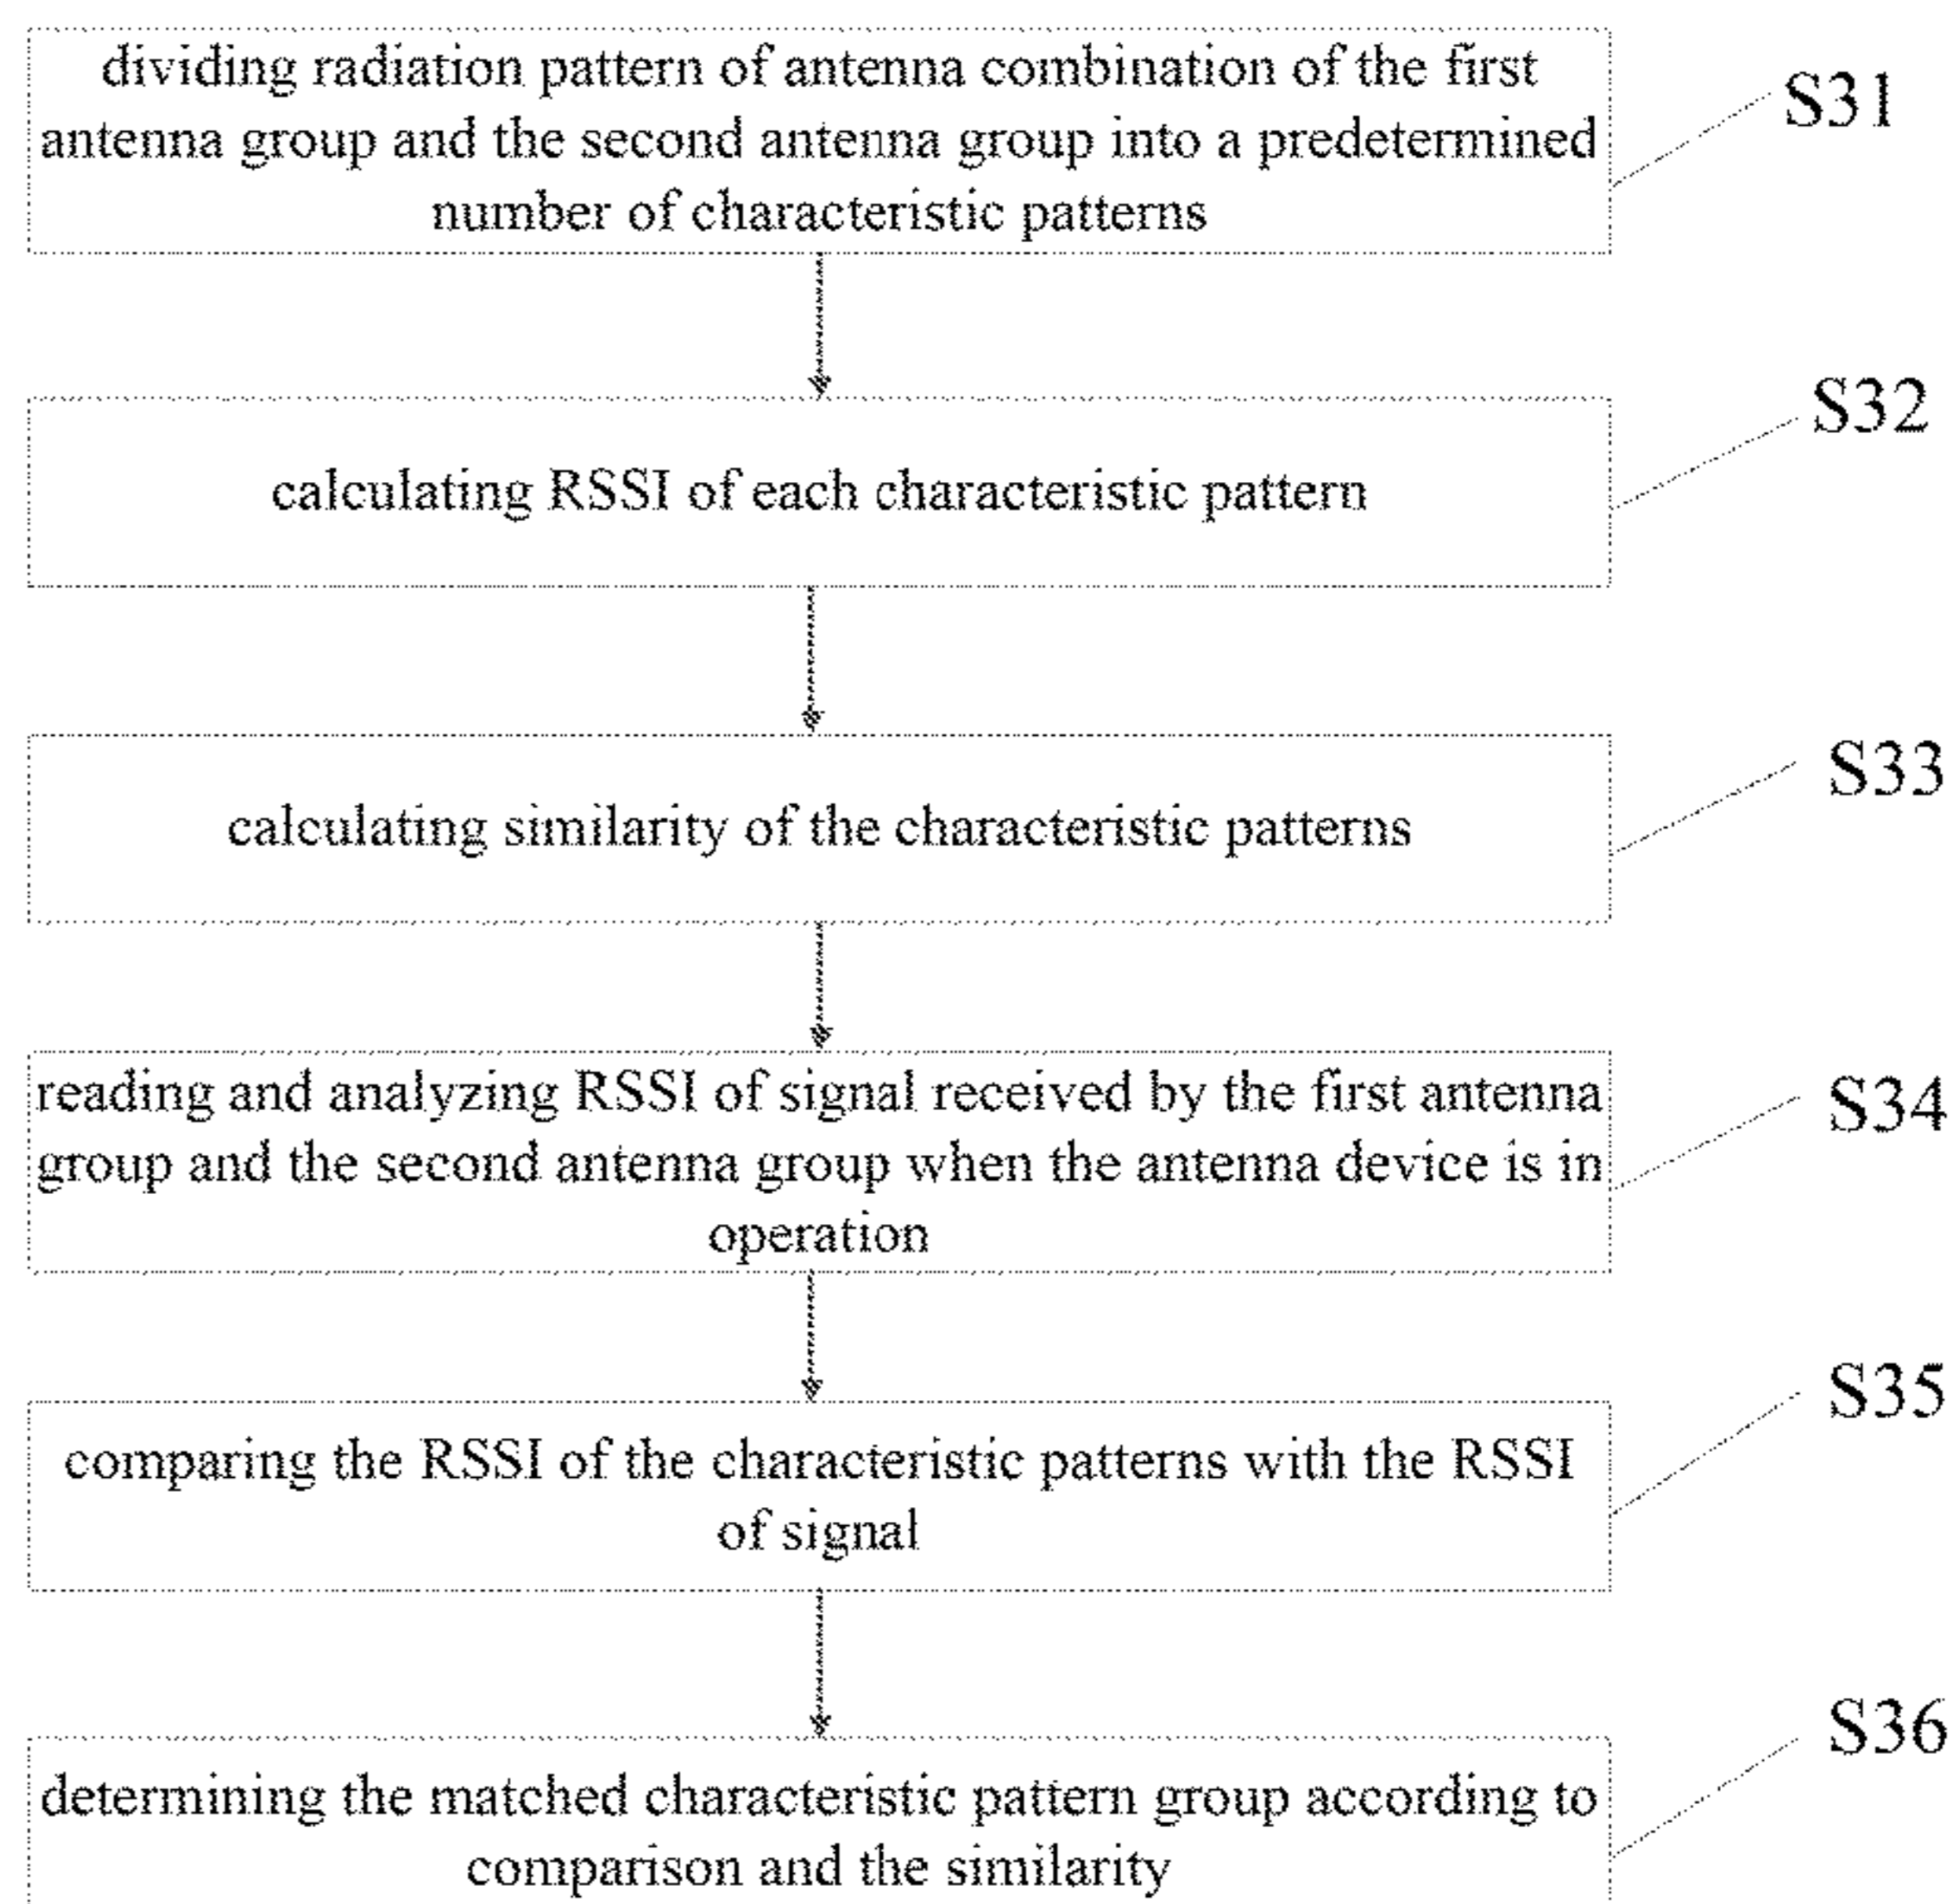 dividing radiation pattern of antenna combination of the first
antenna group and the second antenna group into a predetermined
number of characteristic patterns
S31
calculating RSSI of each characteristic pattern
S32
calculating similarity of the characteristic patterns
S33
reading and analyzing RSSI of signal received by the first antenna
group and the second antenna group when the antenna device is in
operation
S34
comparing the RSSI of the characteristic patterns with the RSSI
of signal
S35
determining the matched characteristic pattern group according to
comparison and the similarity
S36